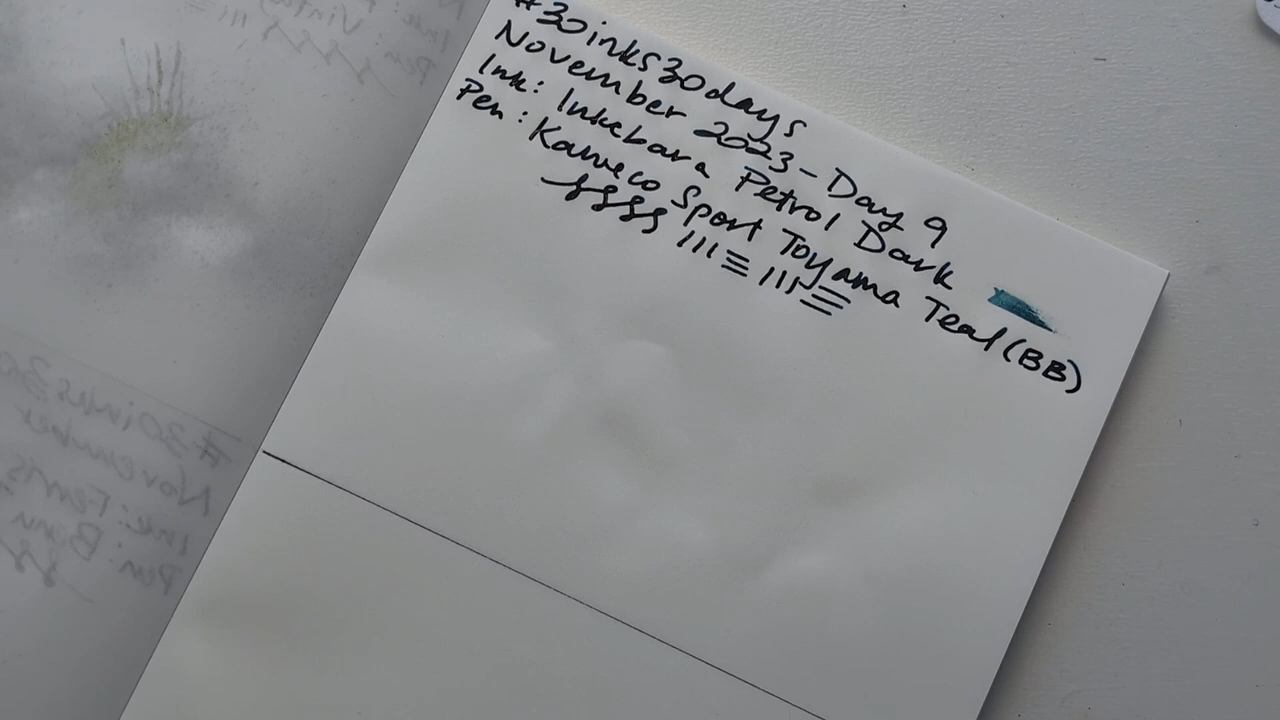 #30inks30days
November 2023 - Day 9
Ink: Inkebara Petrol Dark
Pen: Kaweco Sport Toyama Teal (BB)